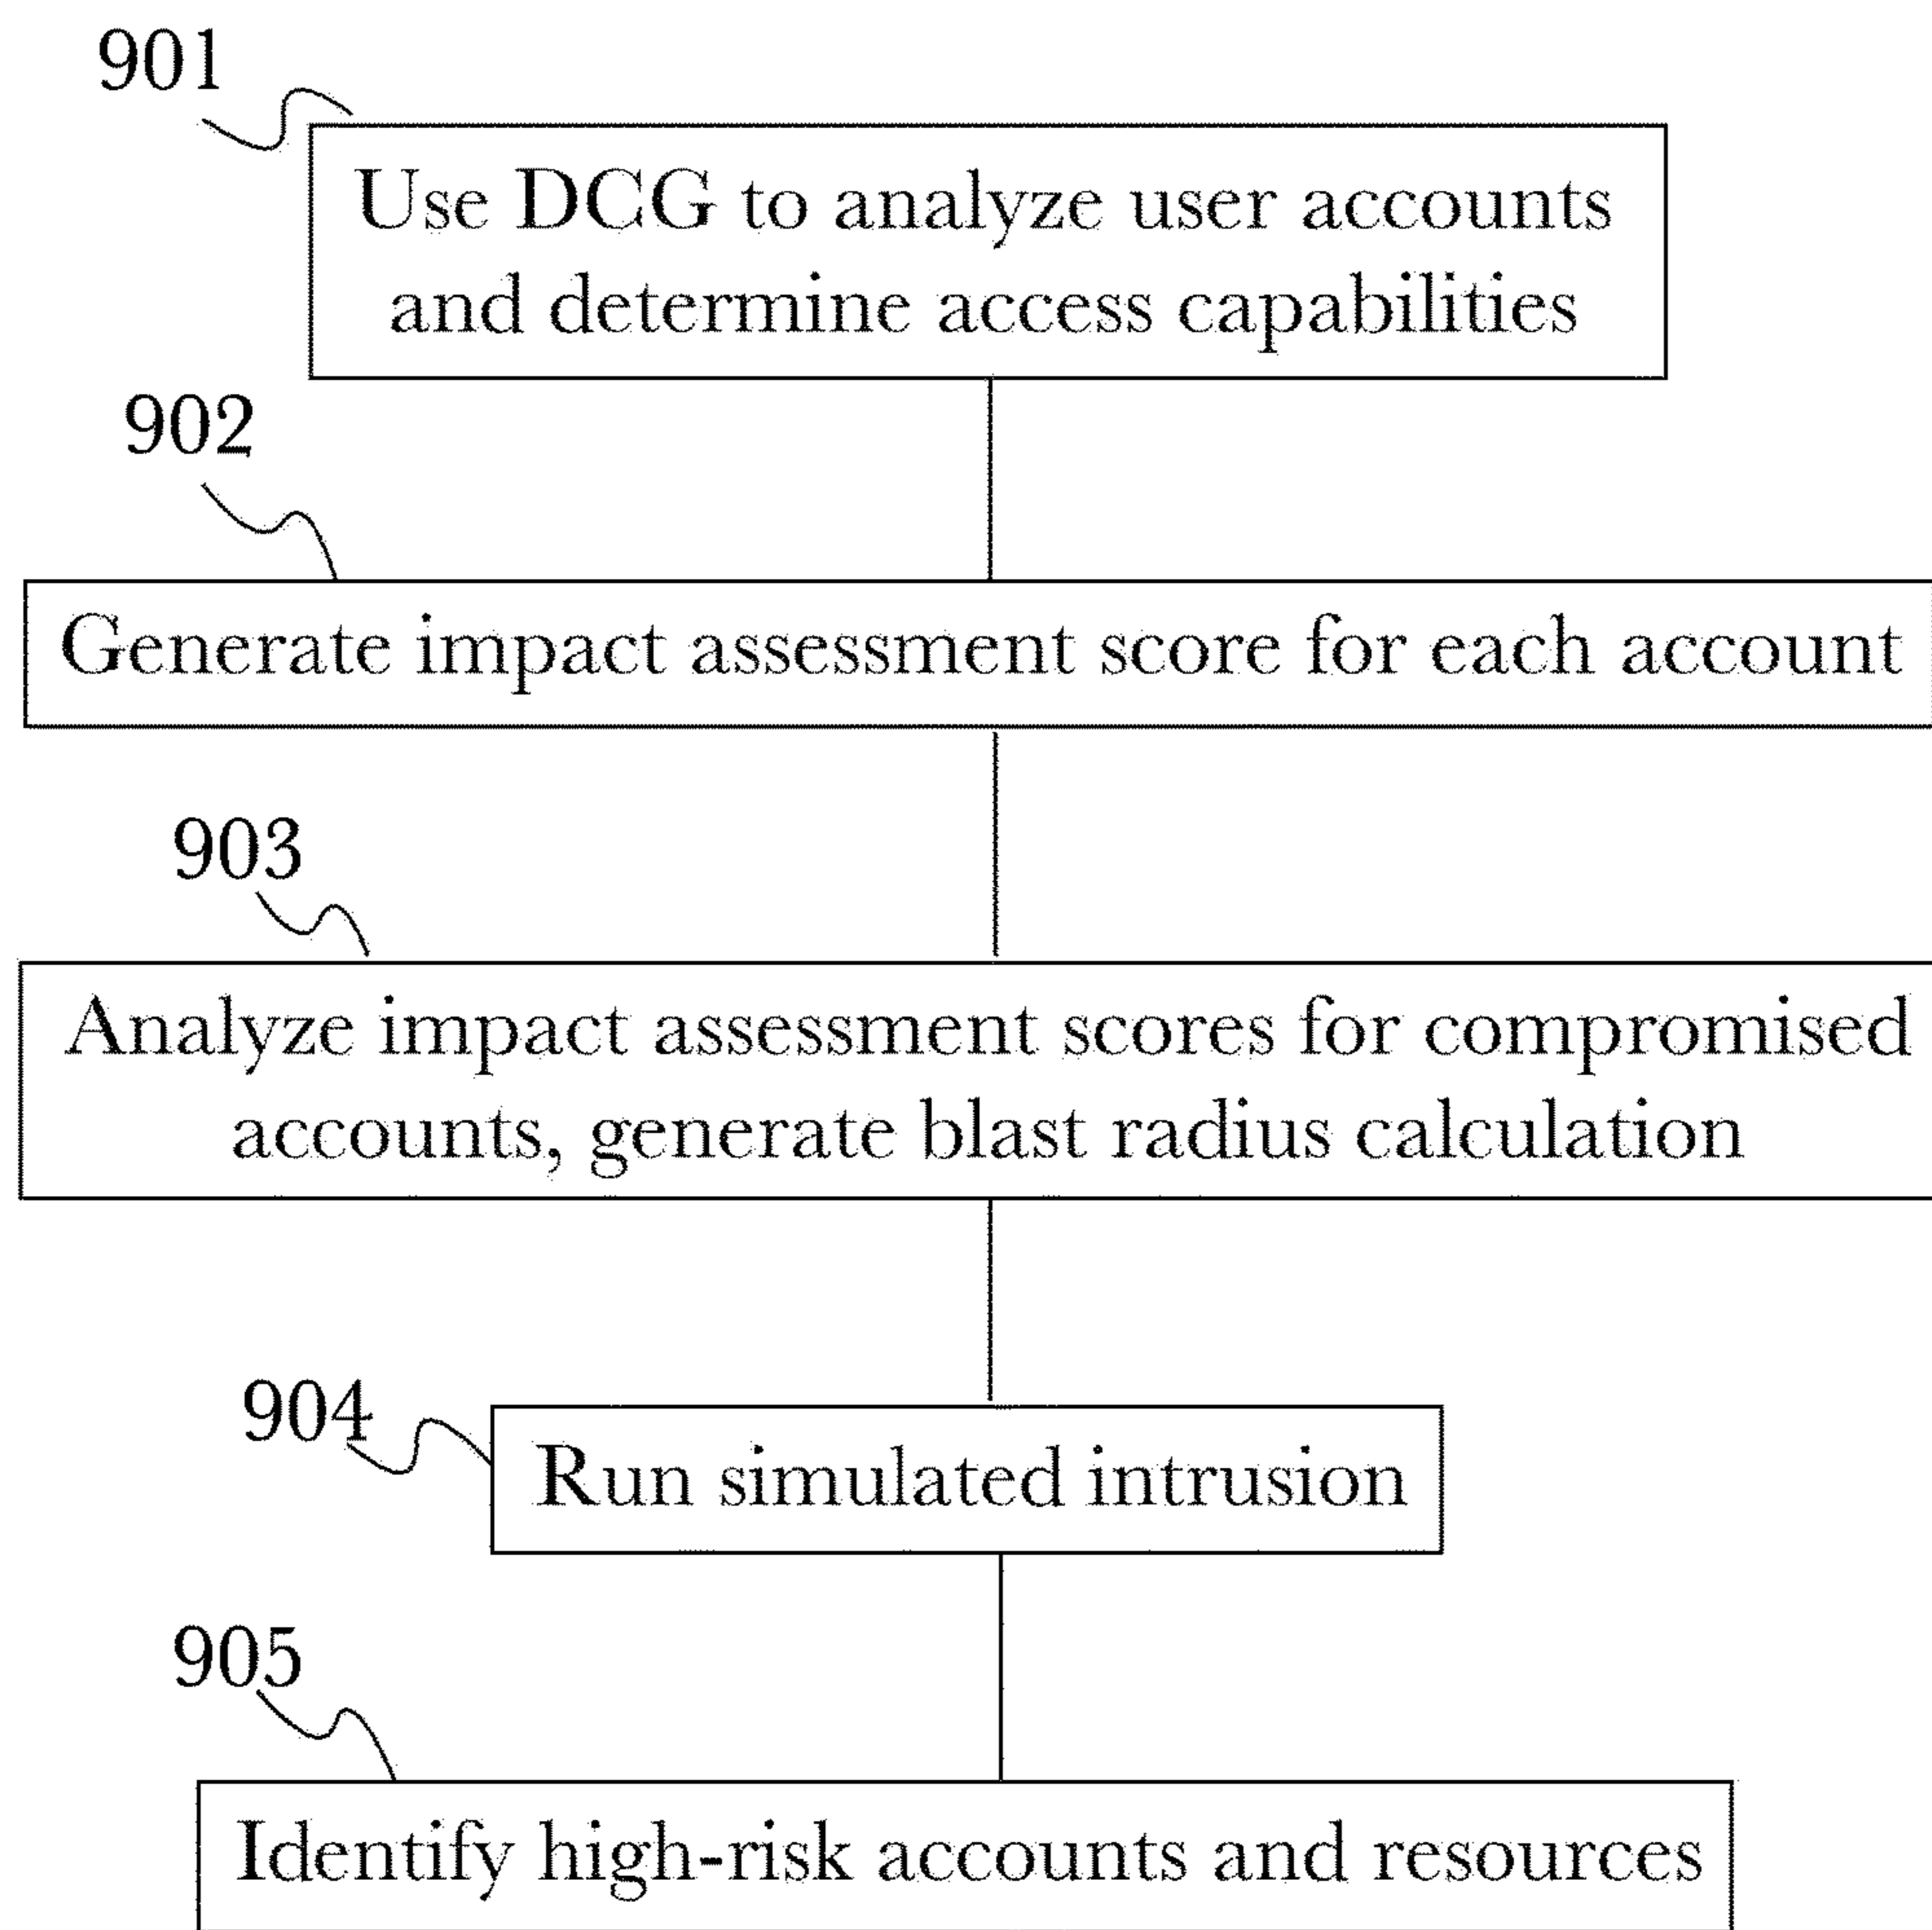 901
Use DCG to analyze user accounts
and determine access capabilities
902
Generate impact assessment score for each account
903
Analyze impact assessment scores for compromised
accounts, generate blast radius calculation
904
Run simulated intrusion
905
Identify high-risk accounts and resources